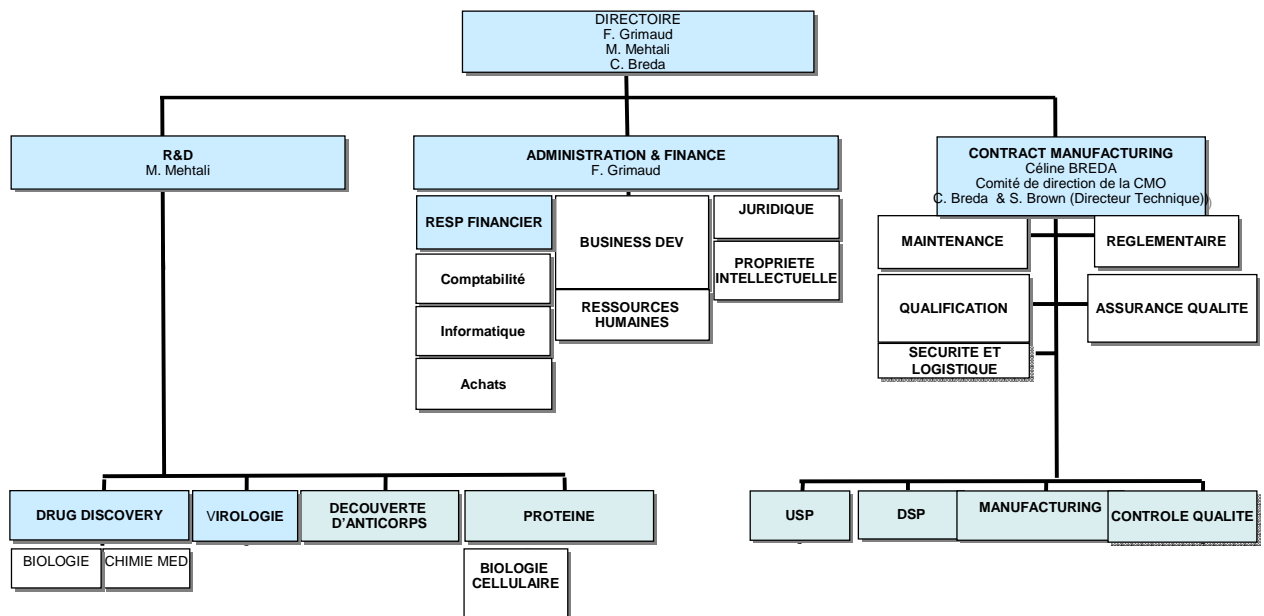 DIRECTOIRE
F. Grimaud
M. Mehtali
C. Breda
R&D
M. Mehtali
ADMINISTRATION & FINANCE
F. Grimaud
CONTRACT MANUFACTURING
Céline BREDA
Comité de direction de la CMO
C. Breda & S. Brown (Directeur Technique))
RESP FINANCIER
Comptabilité
Informatique
Achats
BUSINESS DEV
RESSOURCES
HUMAINES
JURIDIQUE
PROPRIETE
INTELLECTUELLE
MAINTENANCE
REGLEMENTAIRE
QUALIFICATION
ASSURANCE QUALITE
SECURITE ET
LOGISTIQUE
DRUG DISCOVERY
VIROLOGIE
DECOUVERTE
D'ANTICORPS
PROTEINE
BIOLOGIE
CHIMIE MED
BIOLOGIE
CELLULAIRE
USP
DSP
MANUFACTURING
CONTROLE QUALITE